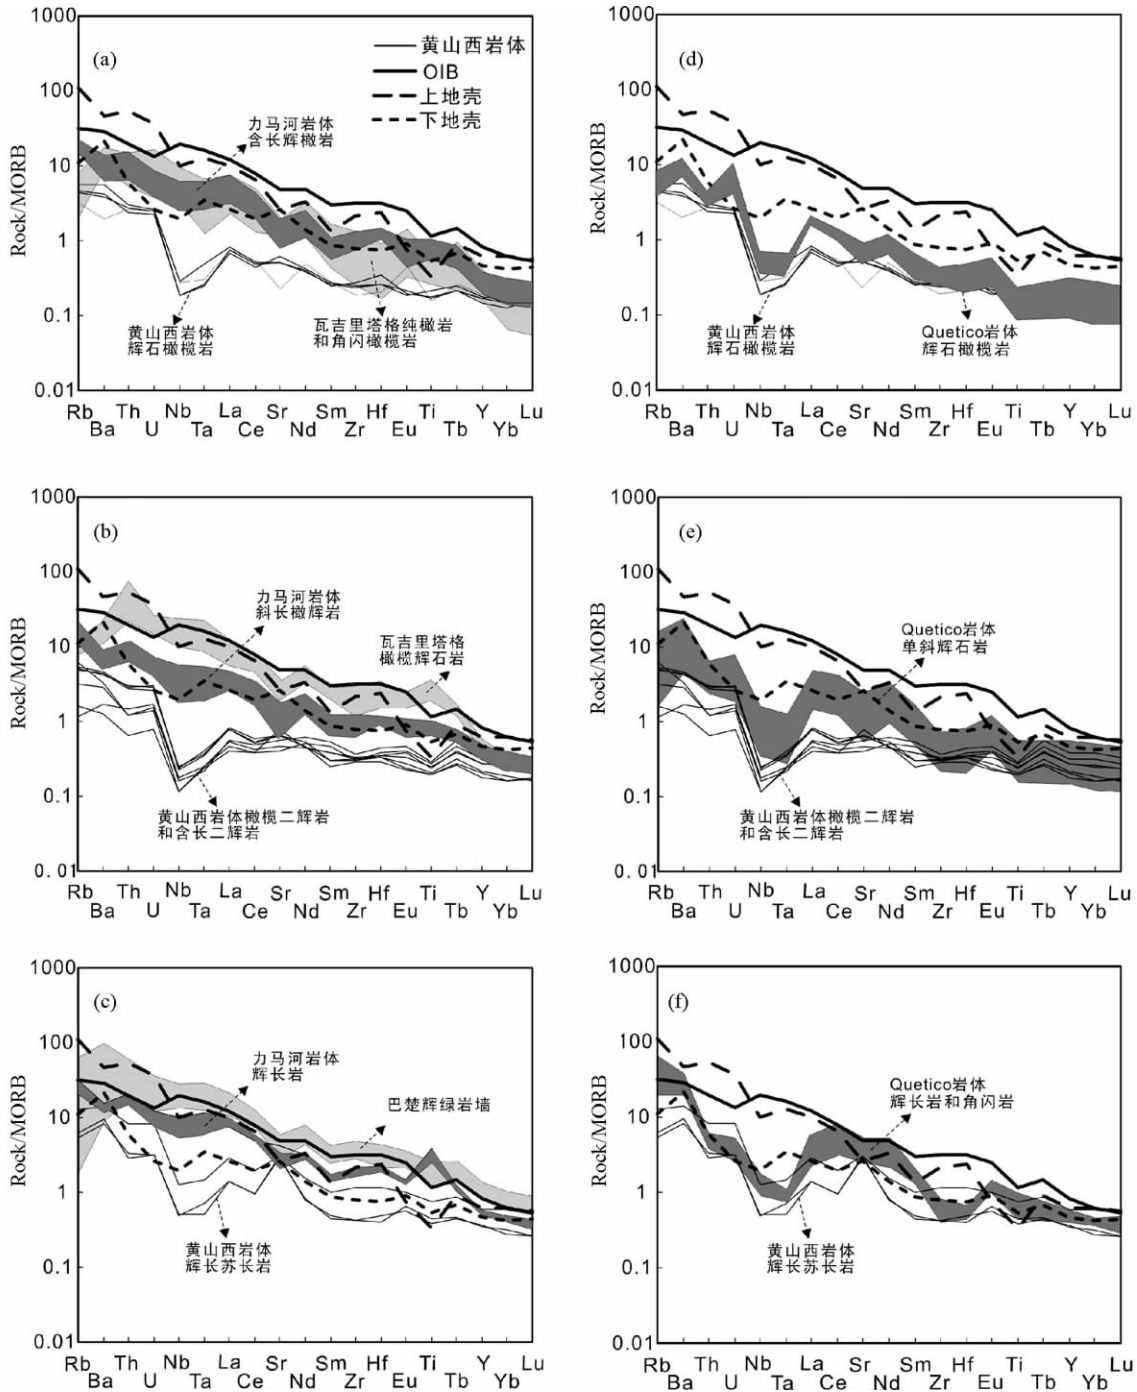 (a)
Rock/MORB
1000
100
10
1
0.1
0.01
黄山西岩体
OIB
上地壳
下地壳
力马河岩体
含长辉橄岩
黄山西岩体
辉石橄榄岩
瓦吉里塔格纯橄岩
和角闪橄榄岩
Rb Th Nb La Sr Sm Hf Ti Y Lu
Ba U Ta Ce Nd Zr Eu Tb Yb
(d)
Rock/MORB
1000
100
10
1
0.1
0.01
黄山西岩体
辉石橄榄岩
Quetico岩体
辉石橄榄岩
Rb Th Nb La Sr Sm Hf Ti Y Lu
Ba U Ta Ce Nd Zr Eu Tb Yb
(b)
Rock/MORB
1000
100
10
1
0.1
0.01
力马河岩体
斜长橄辉岩
瓦吉里塔格
橄榄辉石岩
黄山西岩体橄榄二辉岩
和含长二辉岩
Rb Th Nb La Sr Sm Hf Ti Y Lu
Ba U Ta Ce Nd Zr Eu Tb Yb
(e)
Rock/MORB
1000
100
10
1
0.1
0.01
Quetico岩体
单斜辉石岩
黄山西岩体橄榄二辉岩
和含长二辉岩
Rb Th Nb La Sr Sm Hf Ti Y Lu
Ba U Ta Ce Nd Zr Eu Tb Yb
(c)
Rock/MORB
1000
100
10
1
0.1
0.01
力马河岩体
辉长岩
巴楚辉绿岩墙
黄山西岩体
辉长苏长岩
Rb Th Nb La Sr Sm Hf Ti Y Lu
Ba U Ta Ce Nd Zr Eu Tb Yb
(f)
Rock/MORB
1000
100
10
1
0.1
0.01
Quetico岩体
辉长岩和角闪岩
黄山西岩体
辉长苏长岩
Rb Th Nb La Sr Sm Hf Ti Y Lu
Ba U Ta Ce Nd Zr Eu Tb Yb